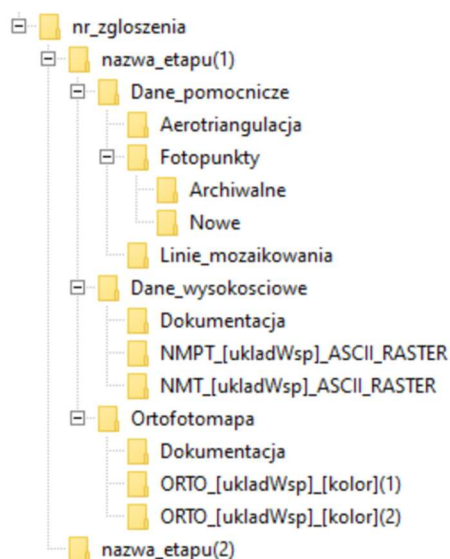 nr_zgloszenia
nazwa_etapu(1)
Dane_pomocnicze
Aerotriangulacja
Fotopunkty
Archiwalne
Nowe
Linie_mozaikowania
Dane_wysokosciowe
Dokumentacja
NMPT_[ukladWsp]_ASCII_RASTER
NMT_[ukladWsp]_ASCII_RASTER
Ortofotomapa
Dokumentacja
ORTO_[ukladWsp]_[kolor](1)
ORTO_[ukladWsp]_[kolor](2)
nazwa_etapu(2)